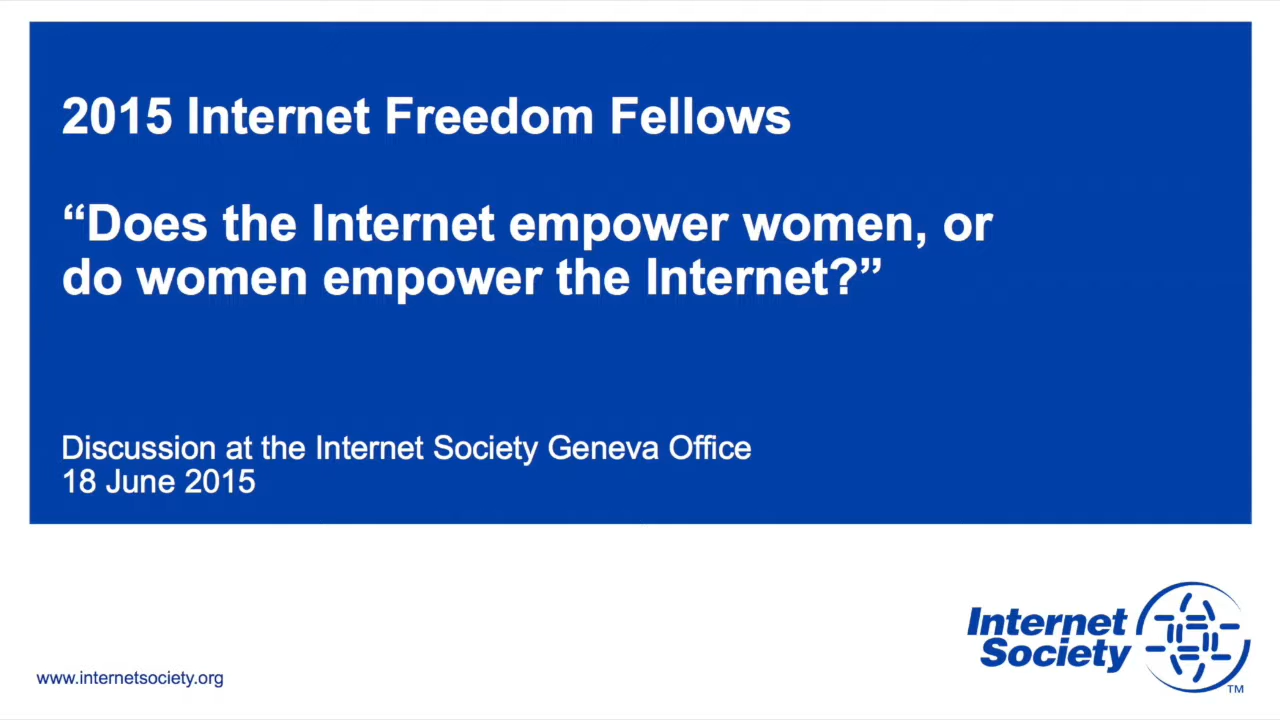 2015 Internet Freedom Fellows
“Does the Internet empower women, or
do women empower the Internet?”
Discussion at the Internet Society Geneva Office
18 June 2015
www.internetsociety.org
Internet
Society
TM